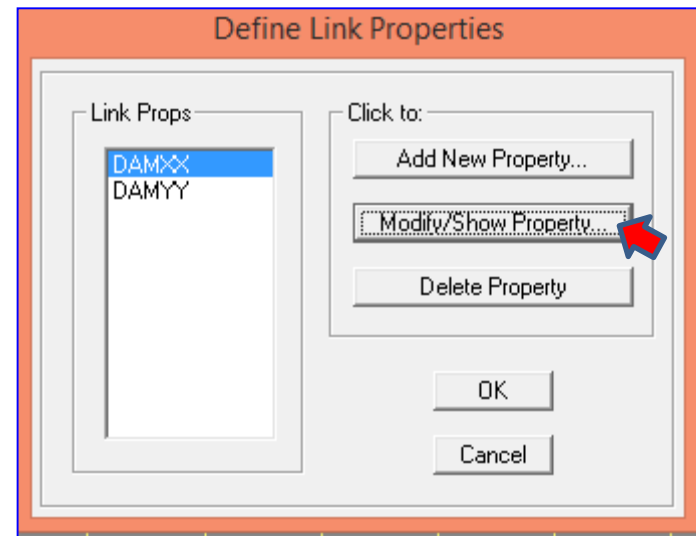 Define Link Properties
Link Props
DAMXX
DAMYY
Click to:
Add New Property...
Modify/Show Property...
Delete Property
OK
Cancel